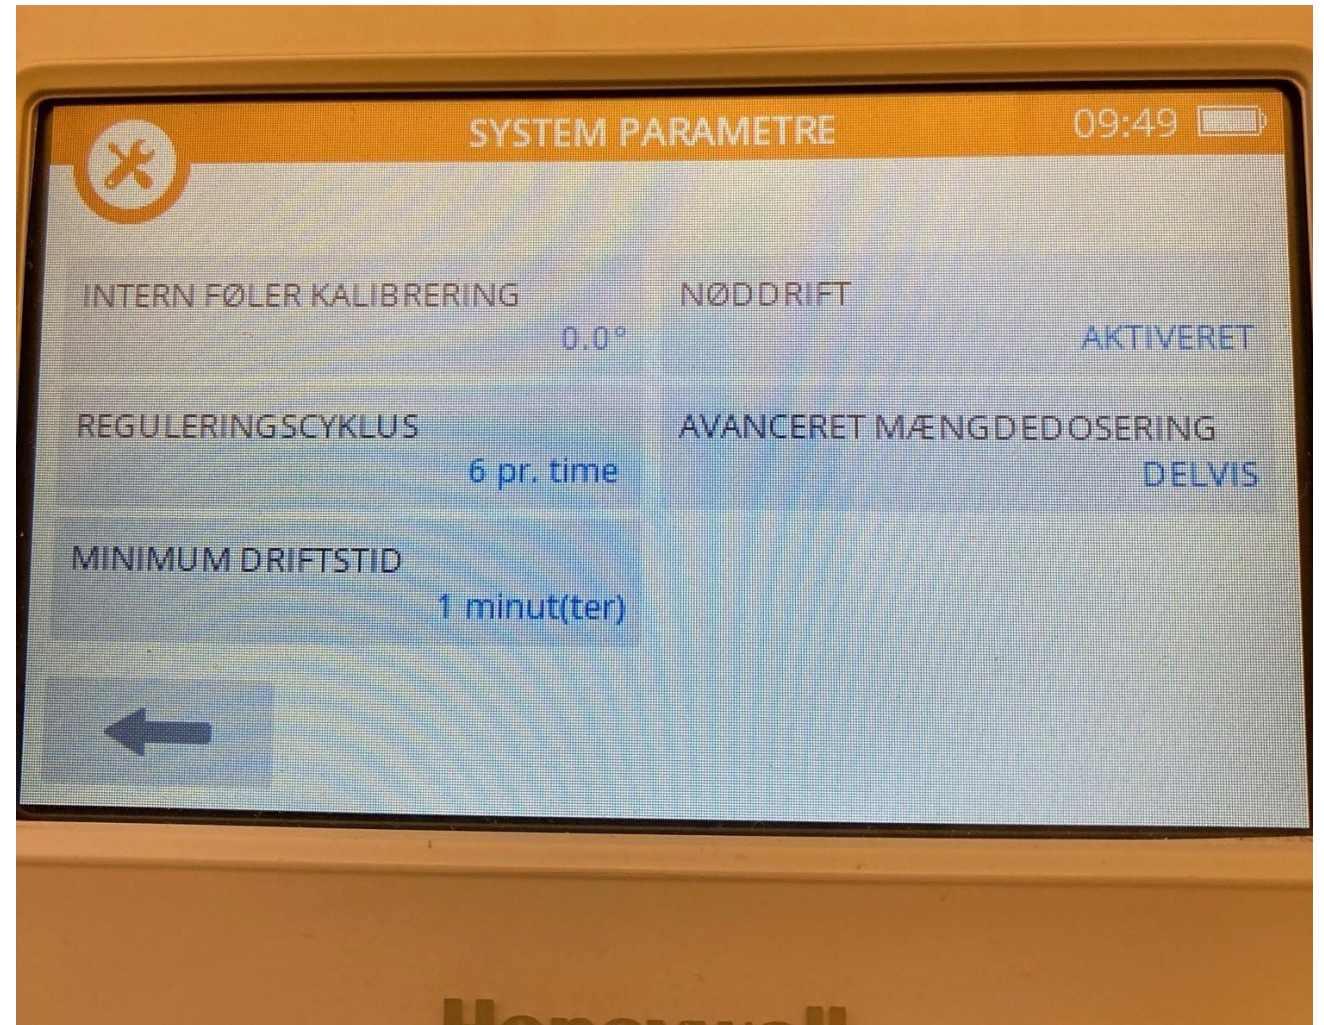 SYSTEM PARAMETRE
09:49
INTERN FØLER KALIBRERING
0.0°
NØDDRIFT
AKTIVERET
REGULERINGSCYKLUS
6 pr. time
AVANCERET MÆNGDEDOSERING
DELVIS
MINIMUM DRIFTSTID
1 minut(ter)
Honeywell